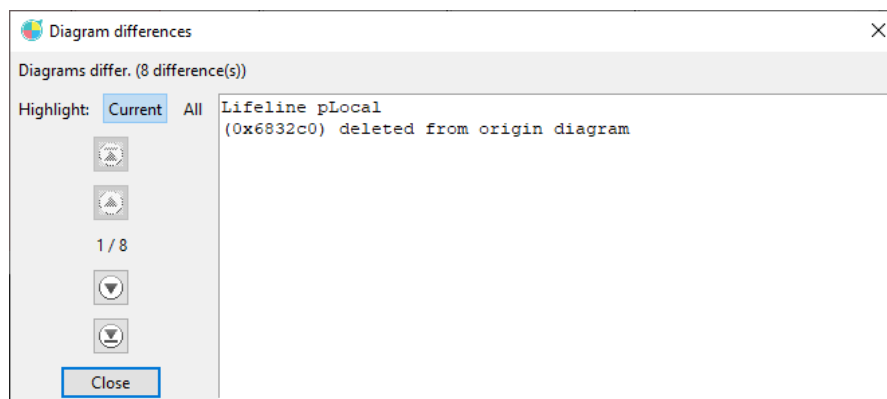 Diagram differences
Diagrams differ. (8 difference(s))
Highlight: Current All
Lifeline pLocal
(0x6832c0) deleted from origin diagram
1 / 8
Close